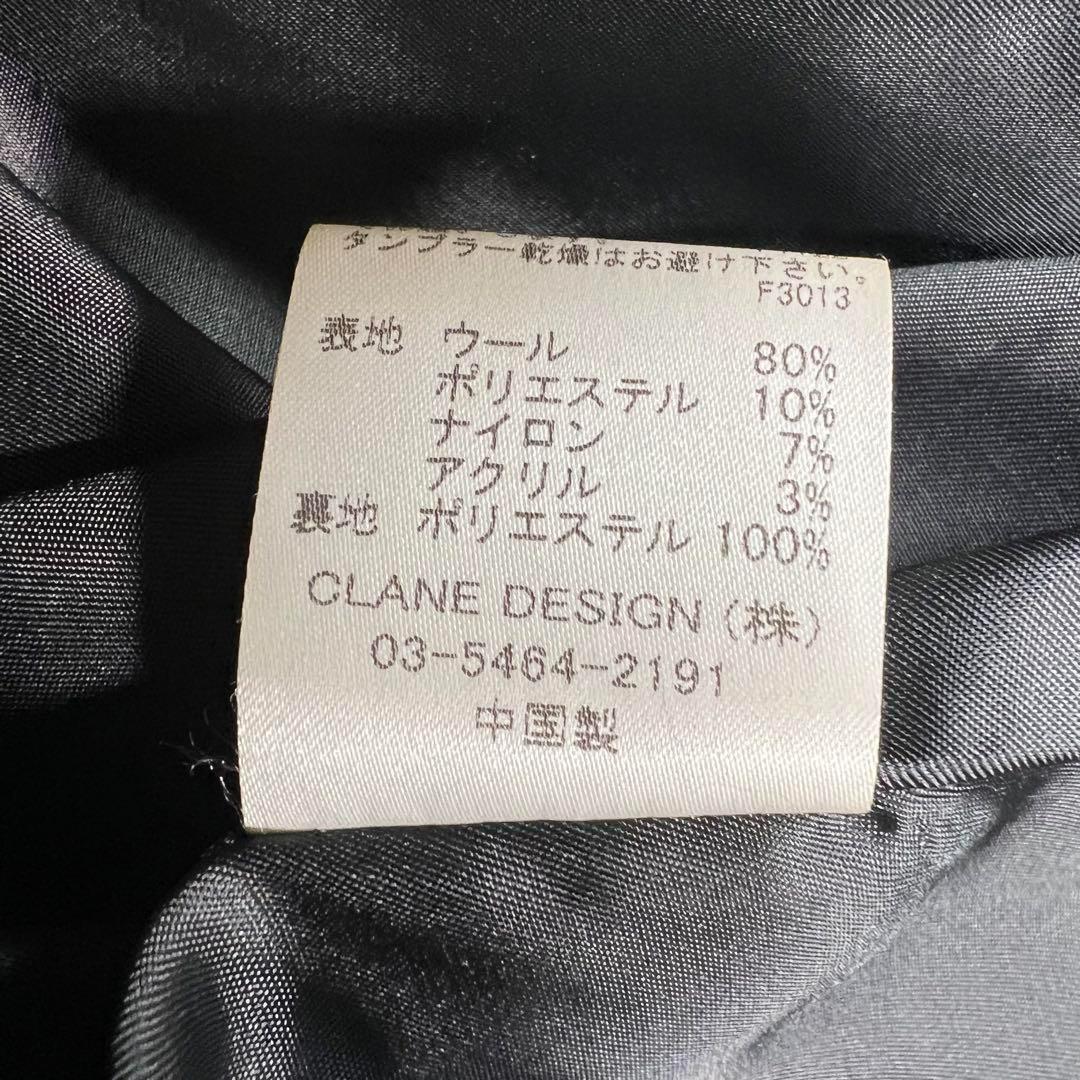 タンブラー乾燥はお避け下さい。
F3013
表地 ウール 80%
ポリエステル 10%
ナイロン 7%
アクリル 3%
裏地 ポリエステル 100%
CLANE DESIGN (株)
03-5464-2191
中国製